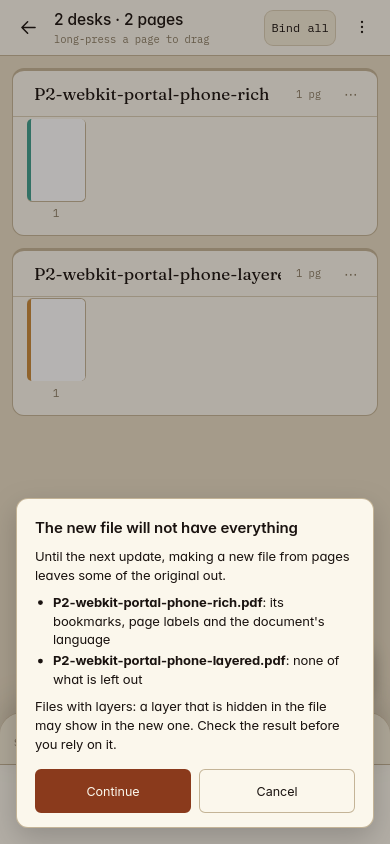 2 desks · 2 pages
long-press a page to drag
Bind all
P2-webkit-portal-phone-rich
1 pg
1
P2-webkit-portal-phone-layere
1 pg
1
The new file will not have everything
Until the next update, making a new file from pages
leaves some of the original out.
• P2-webkit-portal-phone-rich.pdf: its
bookmarks, page labels and the document's
language
• P2-webkit-portal-phone-layered.pdf: none of
what is left out
Files with layers: a layer that is hidden in the file
may show in the new one. Check the result before
you rely on it.
Continue
Cancel